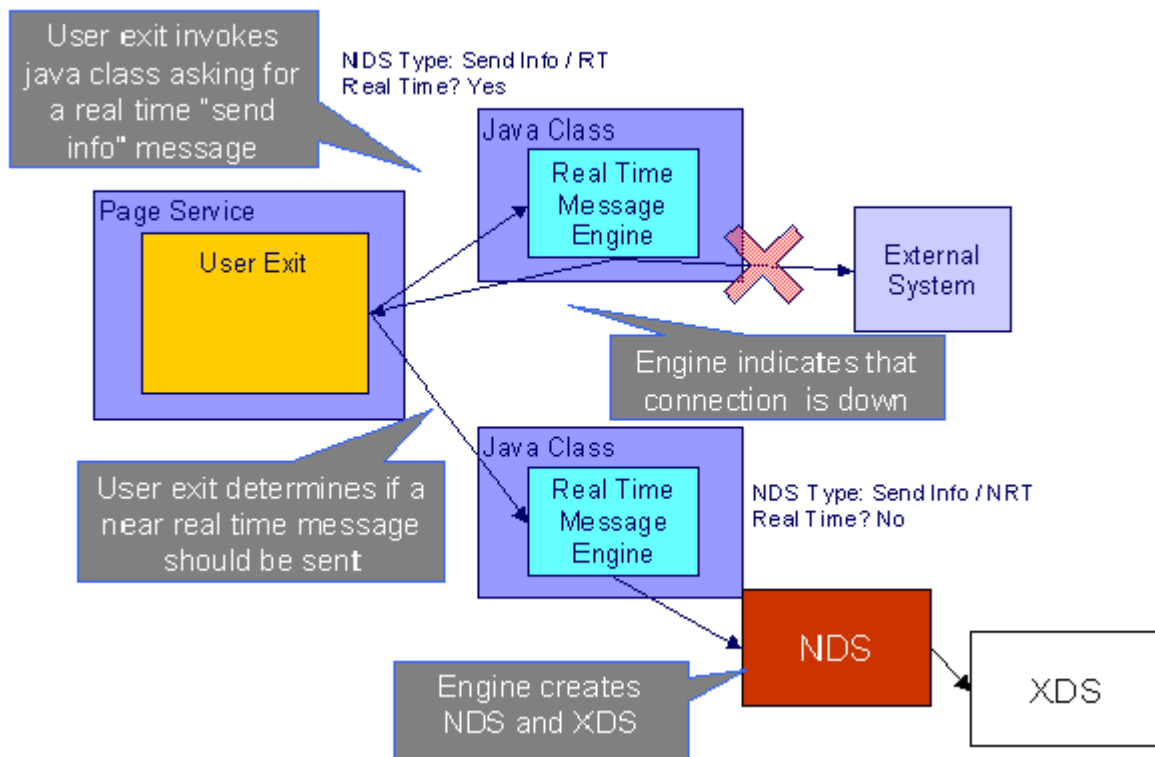 User exit invokes
java class asking for
a real time "send
info" message
NDS Type: Send Info / RT
Real Time? Yes
Java Class
Real Time
Message
Engine
Page Service
User Exit
External
System
Engine indicates that
connection is down
User exit determines if a
near real time message
should be sent
Java Class
Real Time
Message
Engine
NDS Type: Send Info / NRT
Real Time? No
Engine creates
NDS and XDS
NDS
XDS